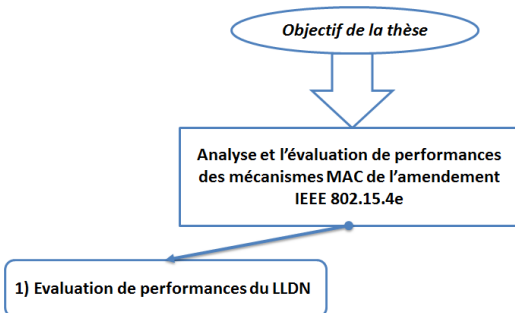 Objectif de la thèse
Analyse et l'évaluation de performances
des mécanismes MAC de l'amendement
IEEE 802.15.4e
1) Evaluation de performances du LLDN